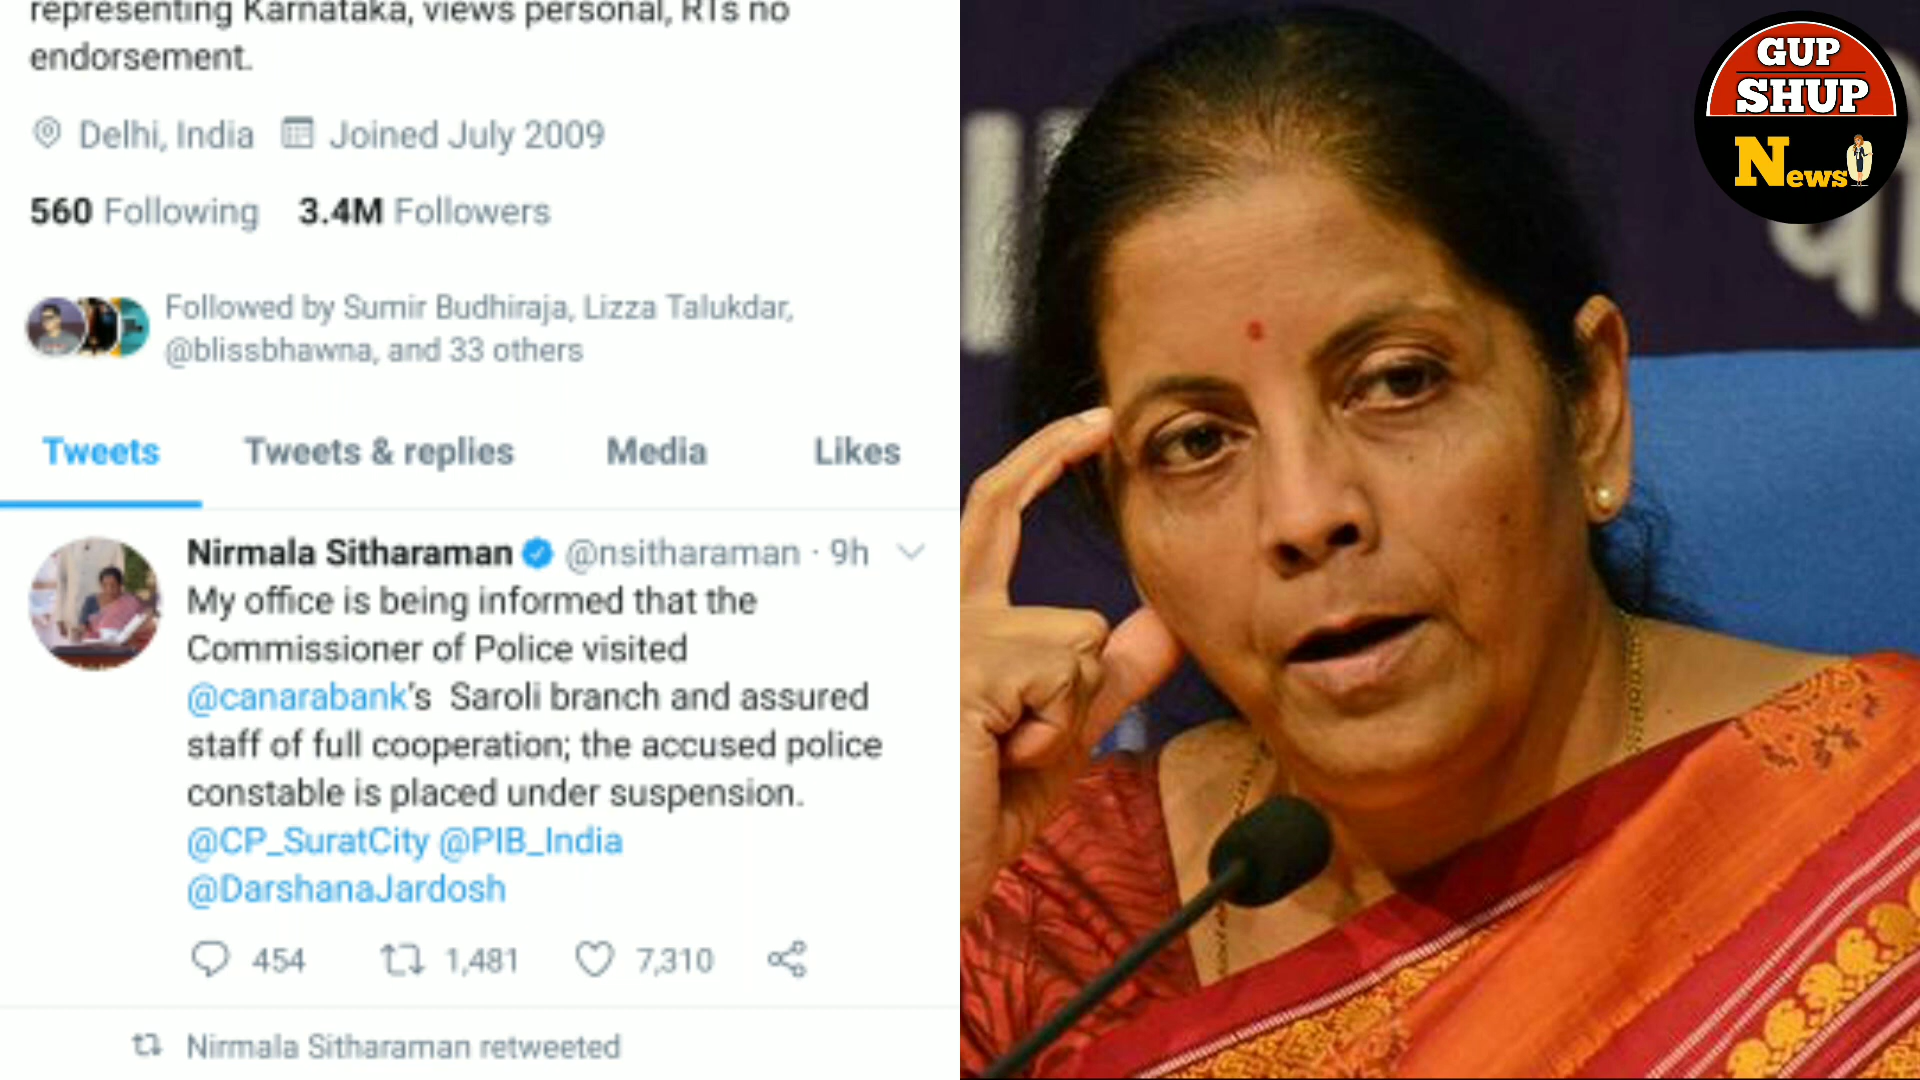 representing Karnataka, views personal, RTs no
endorsement.
Delhi, India Joined July 2009
560 Following 3.4M Followers
Followed by Sumir Budhiraja, Lizza Talukdar,
@blissbhawna, and 33 others
Tweets Tweets & replies Media Likes
Nirmala Sitharaman @nsitharaman · 9h
My office is being informed that the
Commissioner of Police visited
@canarabank's Saroli branch and assured
staff of full cooperation; the accused police
constable is placed under suspension.
@CP_SuratCity @PIB_India
@DarshanaJardosh
454 1,481 7,310
Nirmala Sitharaman retweeted
GUP
SHUP
News